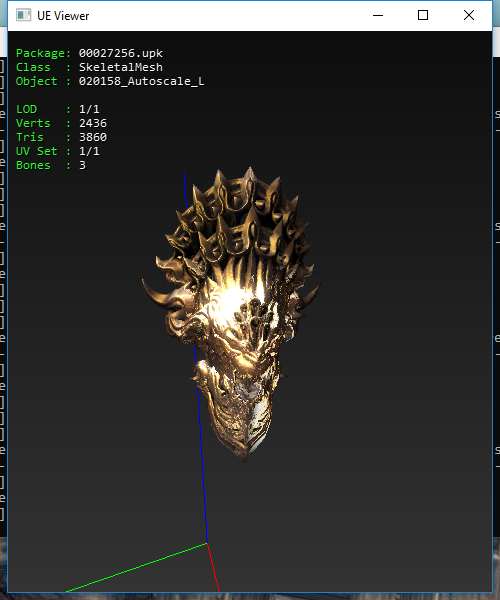 UE Viewer
Package: 00027256.upk
Class : SkeletalMesh
Object : 020158_Autoscale_L
LOD : 1/1
Verts : 2436
Tris : 3860
UV Set : 1/1
Bones : 3